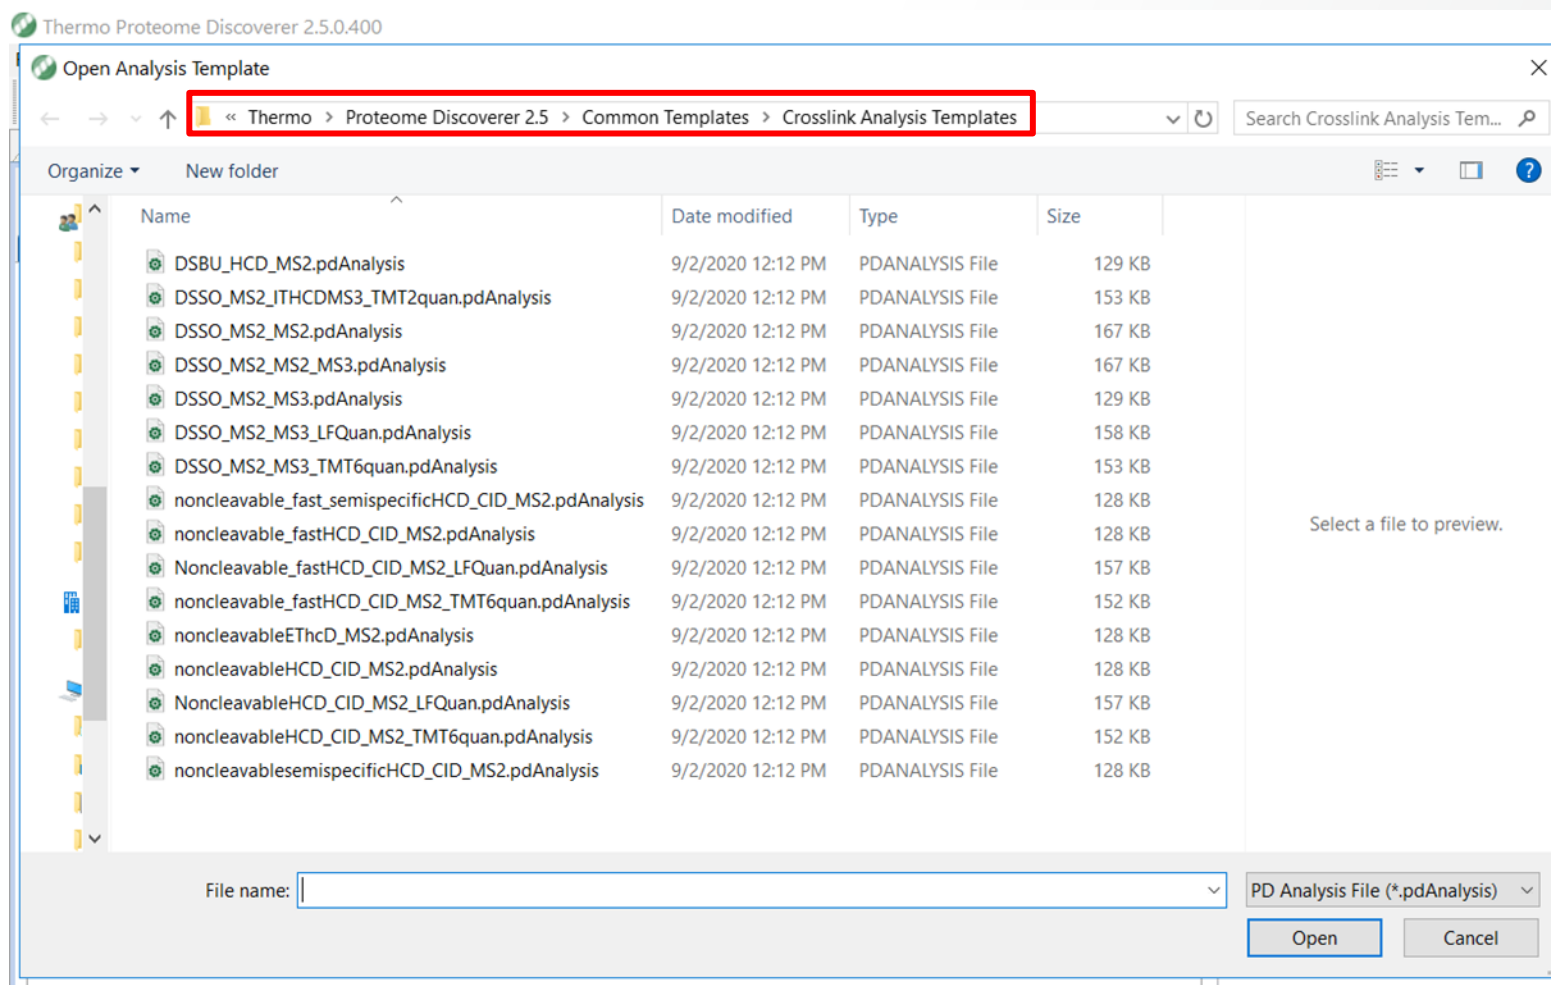 Thermo Proteome Discoverer 2.5.0.400
Open Analysis Template
« Thermo > Proteome Discoverer 2.5 > Common Templates > Crosslink Analysis Templates
Search Crosslink Analysis Tem...
Organize New folder
Name Date modified Type Size
DSBU_HCD_MS2.pdAnalysis 9/2/2020 12:12 PM PDANALYSIS File 129 KB
DSSO_MS2_ITHCDMS3_TMT2quan.pdAnalysis 9/2/2020 12:12 PM PDANALYSIS File 153 KB
DSSO_MS2_MS2.pdAnalysis 9/2/2020 12:12 PM PDANALYSIS File 167 KB
DSSO_MS2_MS2_MS3.pdAnalysis 9/2/2020 12:12 PM PDANALYSIS File 167 KB
DSSO_MS2_MS3.pdAnalysis 9/2/2020 12:12 PM PDANALYSIS File 129 KB
DSSO_MS2_MS3_LFQuan.pdAnalysis 9/2/2020 12:12 PM PDANALYSIS File 158 KB
DSSO_MS2_MS3_TMT6quan.pdAnalysis 9/2/2020 12:12 PM PDANALYSIS File 153 KB
noncleavable_fast_semispecificHCD_CID_MS2.pdAnalysis 9/2/2020 12:12 PM PDANALYSIS File 128 KB
noncleavable_fastHCD_CID_MS2.pdAnalysis 9/2/2020 12:12 PM PDANALYSIS File 128 KB
Noncleavable_fastHCD_CID_MS2_LFQuan.pdAnalysis 9/2/2020 12:12 PM PDANALYSIS File 157 KB
noncleavable_fastHCD_CID_MS2_TMT6quan.pdAnalysis 9/2/2020 12:12 PM PDANALYSIS File 152 KB
noncleavableEThcD_MS2.pdAnalysis 9/2/2020 12:12 PM PDANALYSIS File 128 KB
noncleavableHCD_CID_MS2.pdAnalysis 9/2/2020 12:12 PM PDANALYSIS File 128 KB
NoncleavableHCD_CID_MS2_LFQuan.pdAnalysis 9/2/2020 12:12 PM PDANALYSIS File 157 KB
noncleavableHCD_CID_MS2_TMT6quan.pdAnalysis 9/2/2020 12:12 PM PDANALYSIS File 152 KB
noncleavablesemispecificHCD_CID_MS2.pdAnalysis 9/2/2020 12:12 PM PDANALYSIS File 128 KB
Select a file to preview.
File name:
PD Analysis File (*.pdAnalysis)
Open Cancel